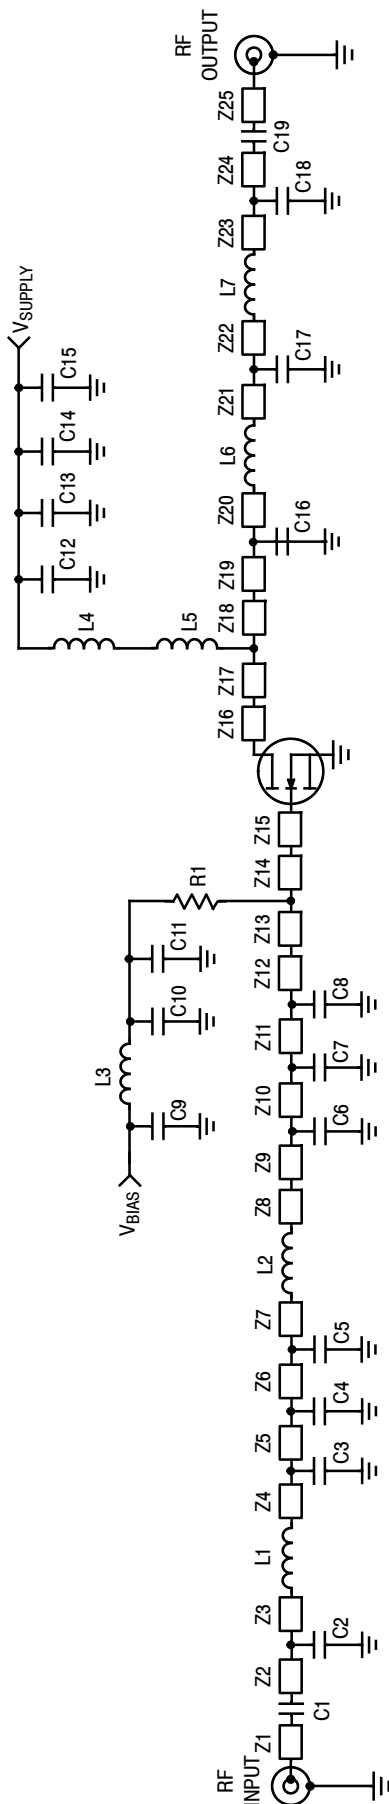 RF
INPUT
Z1
C1
Z2
C2
Z3
L1
Z4
C3
Z5
C4
Z6
C5
Z7
L2
Z8
Z9
C6
Z10
C7
Z11
C8
Z12
Z13
VBIAS
C9
L3
C10
C11
R1
Z14
Z15
Z16
Z17
L5
L4
C12
C13
C14
C15
VSUPPLY
Z18
Z19
C16
Z20
L6
Z21
C17
Z22
L7
Z23
C18
Z24
C19
Z25
RF
OUTPUT